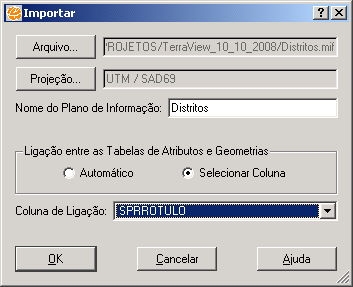 Importar
Arquivo...
ROJETOS/TerraView_10_10_2008/Distritos.mif
Projeção...
UTM / SAD69
Nome do Plano de Informação: Distritos
Ligação entre as Tabelas de Atributos e Geometrias
Automático
Selecionar Coluna
Coluna de Ligação: SPRROTULO
OK
Cancelar
Ajuda